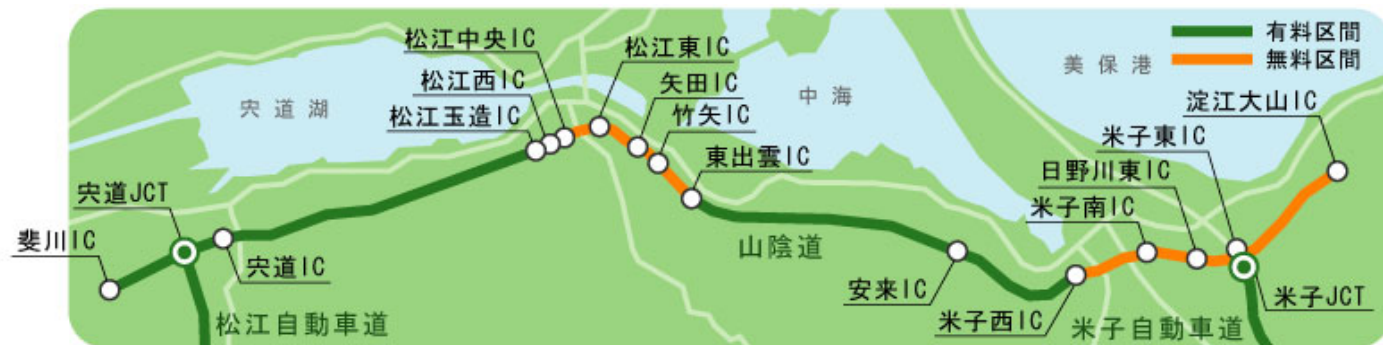 松江中央IC
松江東IC
有料区間
無料区間
松江西IC
矢田IC
美保港
宍道湖
中海
松江玉造IC
竹矢IC
淀江大山IC
米子東IC
東出雲IC
日野川東IC
宍道JCT
米子南IC
斐川IC
山陰道
宍道IC
安来IC
米子JCT
松江自動車道
米子西IC
米子自動車道